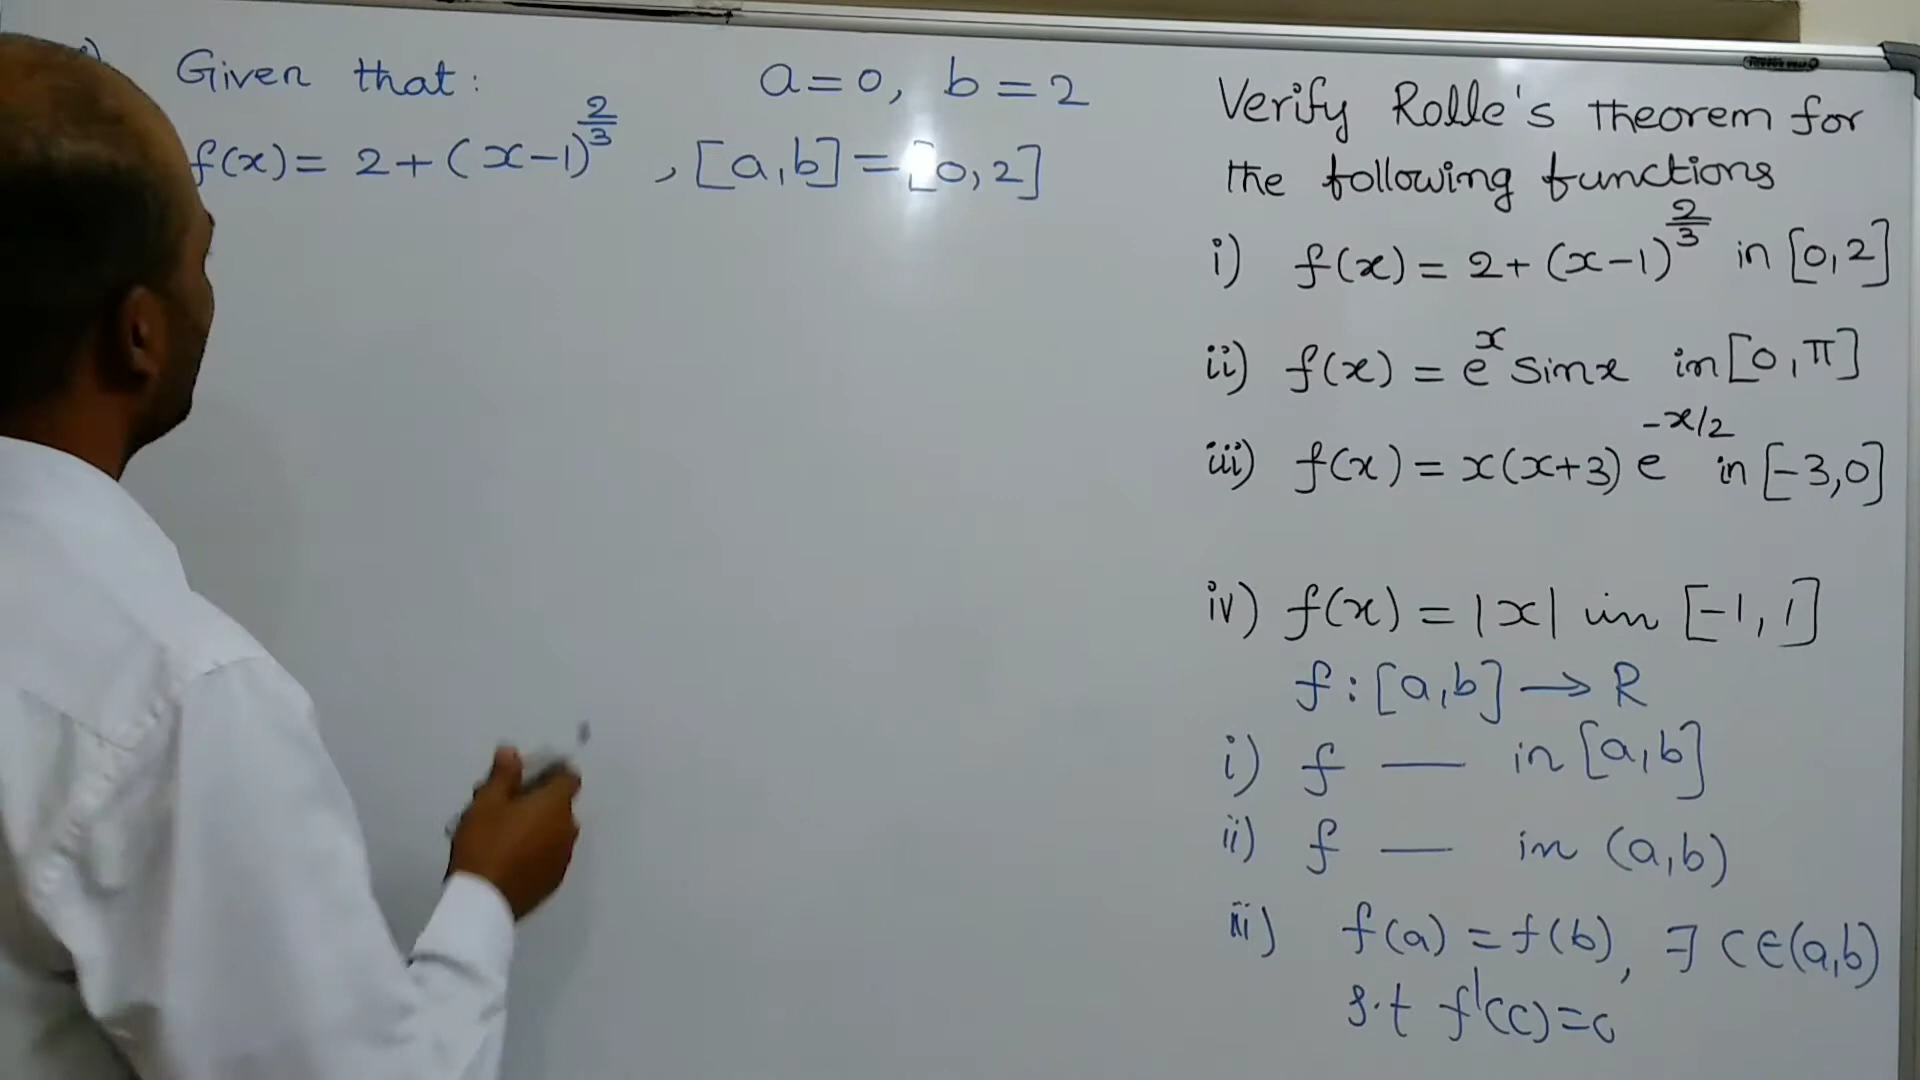 Given that: a=0, b=2
f(x) = 2+(x-1)^{2/3}, [a,b] = [0,2]
Verify Rolle's Theorem for
the following functions
i) f(x) = 2+(x-1)^{2/3} in [0,2]
ii) f(x) = e^x sinx in [0,π]
iii) f(x) = x(x+3) e^{-x/2} in [-3,0]
iv) f(x) = |x| in [-1, 1]
f:[a,b] → R
i) f — in [a,b]
ii) f — in (a,b)
iii) f(a) = f(b), ∃ c∈(a,b)
s.t f'(c)=0